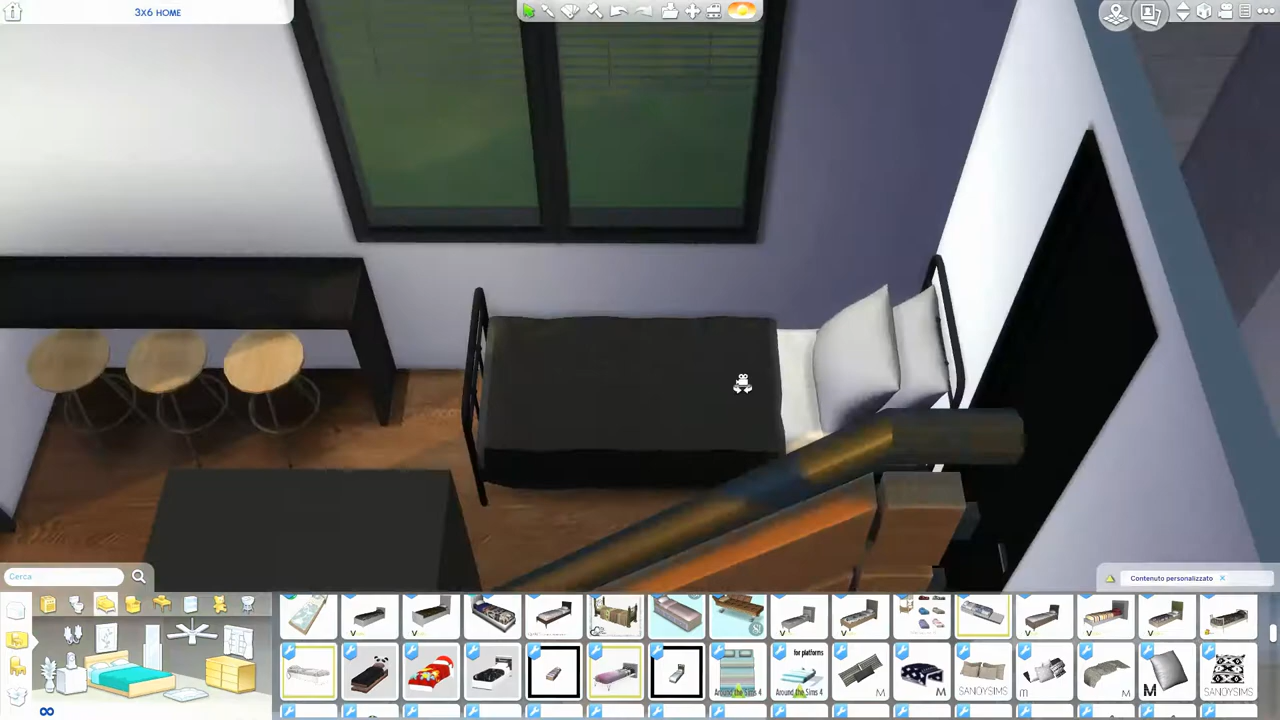 3X6 HOME
Cerca
Contenuto personalizzato
Around the Sims 4
for platforms
Around the Sims 4
M
M
SANOYSIMS
M
M
SANOYSIMS